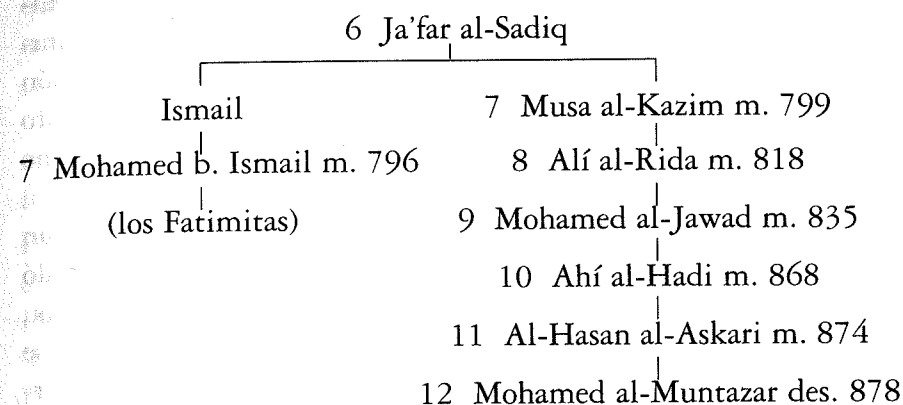 6 Ja'far al-Sadiq
Ismail
7 Musa al-Kazim m. 799
7 Mohamed b. Ismail m. 796
8 Alí al-Rida m. 818
(los Fatimitas)
9 Mohamed al-Jawad m. 835
10 Ahí al-Hadi m. 868
11 Al-Hasan al-Askari m. 874
12 Mohamed al-Muntazar des. 878